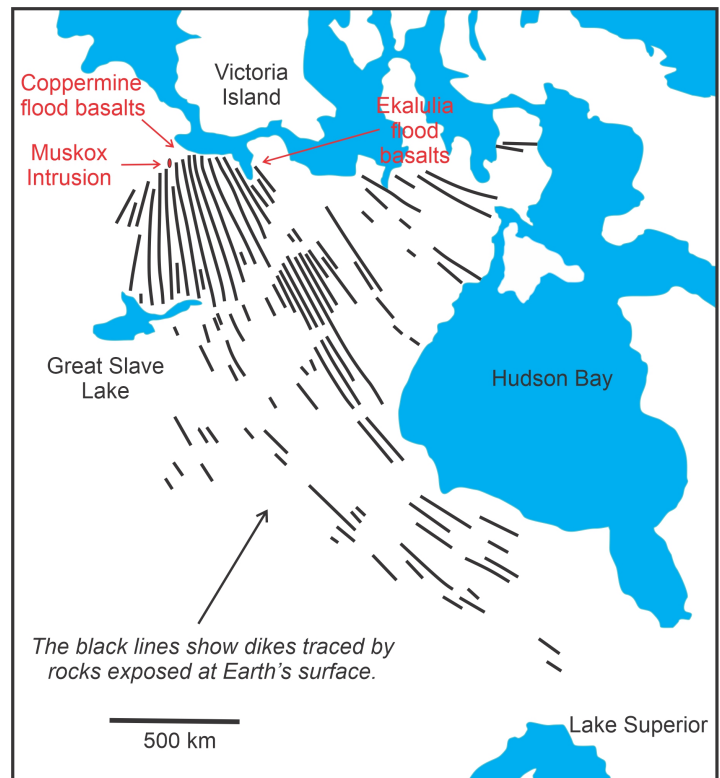 Victoria
Island
Coppermine
flood basalts
Ekalulia
flood
basalts
Muskox
Intrusion
Great Slave
Lake
Hudson Bay
The black lines show dikes traced by
rocks exposed at Earth's surface.
500 km
Lake Superior